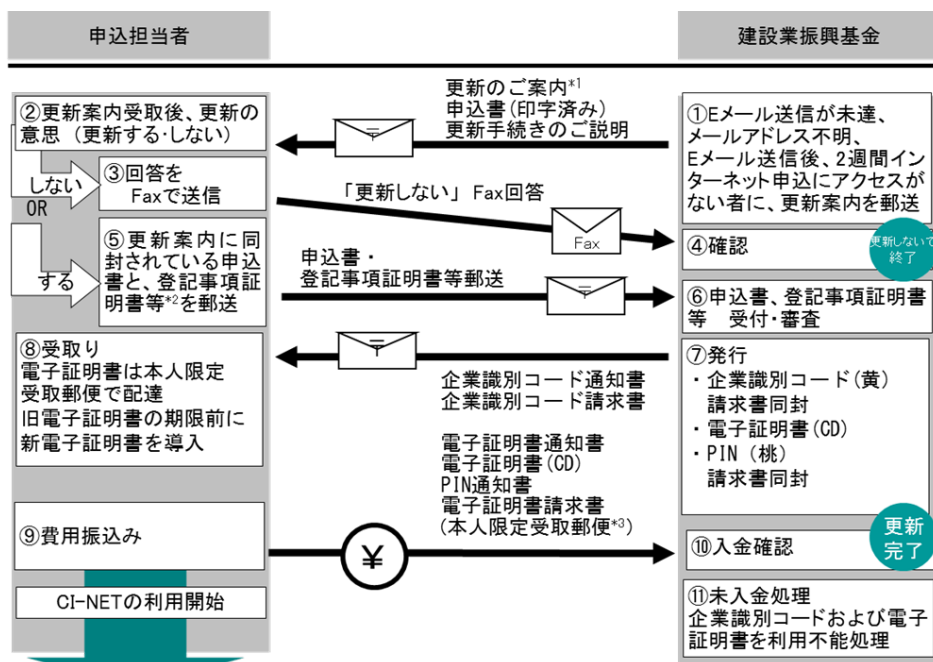 申込担当者
建設業振興基金
更新のご案内*1
申込書(印字済み)
更新手続きのご説明
②更新案内受取後、更新の
意思 (更新する・しない)
①Eメール送信が未達、
メールアドレス不明、
Eメール送信後、2週間イン
ターネット申込にアクセスが
ない者に、更新案内を郵送
しない
OR
③回答を
Faxで送信
「更新しない」 Fax回答
Fax
④確認
更新しないで
終了
する
⑤更新案内に同
封されている申込
書と、登記事項証
明書等*2を郵送
申込書・
登記事項証明書等郵送
⑥申込書、登記事項証明書
等 受付・審査
⑧受取り
電子証明書は本人限定
受取郵便で配達
旧電子証明書の期限前に
新電子証明書を導入
企業識別コード通知書
企業識別コード請求書
電子証明書通知書
電子証明書(CD)
PIN通知書
電子証明書請求書
(本人限定受取郵便*3)
⑦発行
・企業識別コード(黄)
請求書同封
・電子証明書(CD)
・PIN (桃)
請求書同封
⑨費用振込み
¥
⑩入金確認
更新
完了
CI-NETの利用開始
⑪未入金処理
企業識別コードおよび電子
証明書を利用不能処理